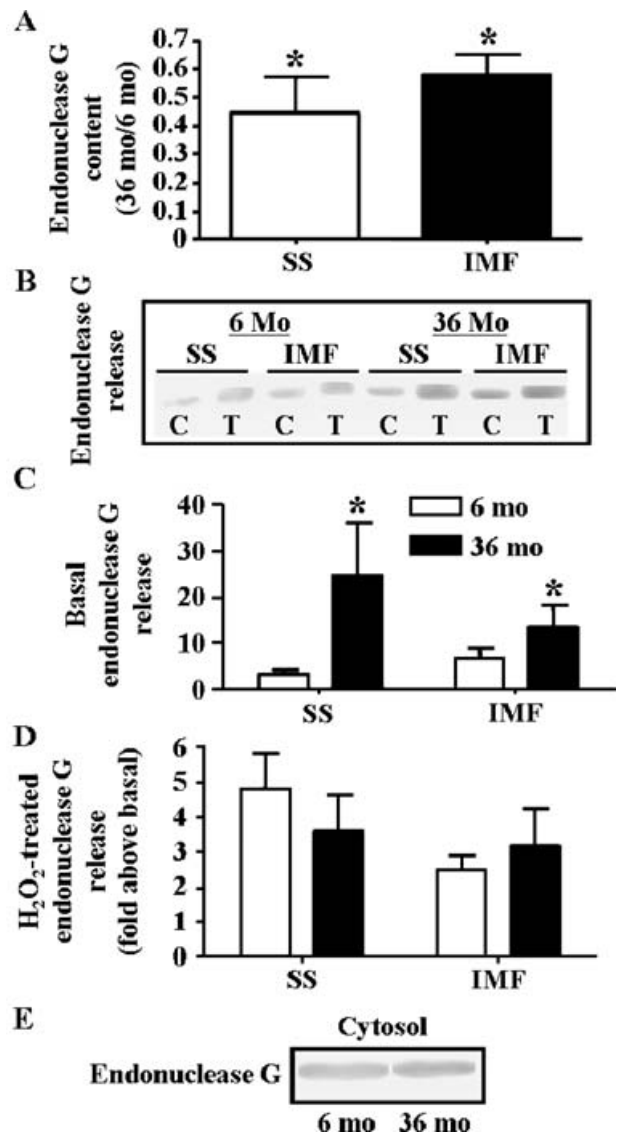 A
Endonuclease G
content
(36 mo/6 mo)
0.7
0.6
0.5
0.4
0.3
0.2
0.1
0
*
*
SS
IMF
B
Endonuclease G
release
6 Mo
36 Mo
SS
IMF
SS
IMF
C
T
C
T
C
T
C
T
C
Basal
endonuclease G
release
40
30
20
10
0
*
*
6 mo
36 mo
SS
IMF
D
H₂O₂-treated
endonuclease G
release
(fold above basal)
6
5
4
3
2
1
0
SS
IMF
E
Cytosol
Endonuclease G
6 mo
36 mo